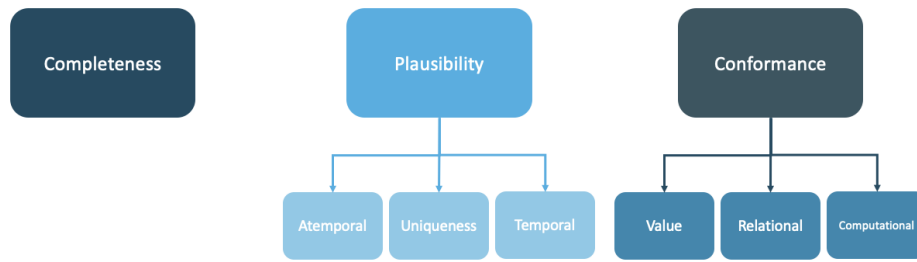 Completeness
Plausibility
Conformance
Atemporal
Uniqueness
Temporal
Value
Relational
Computational